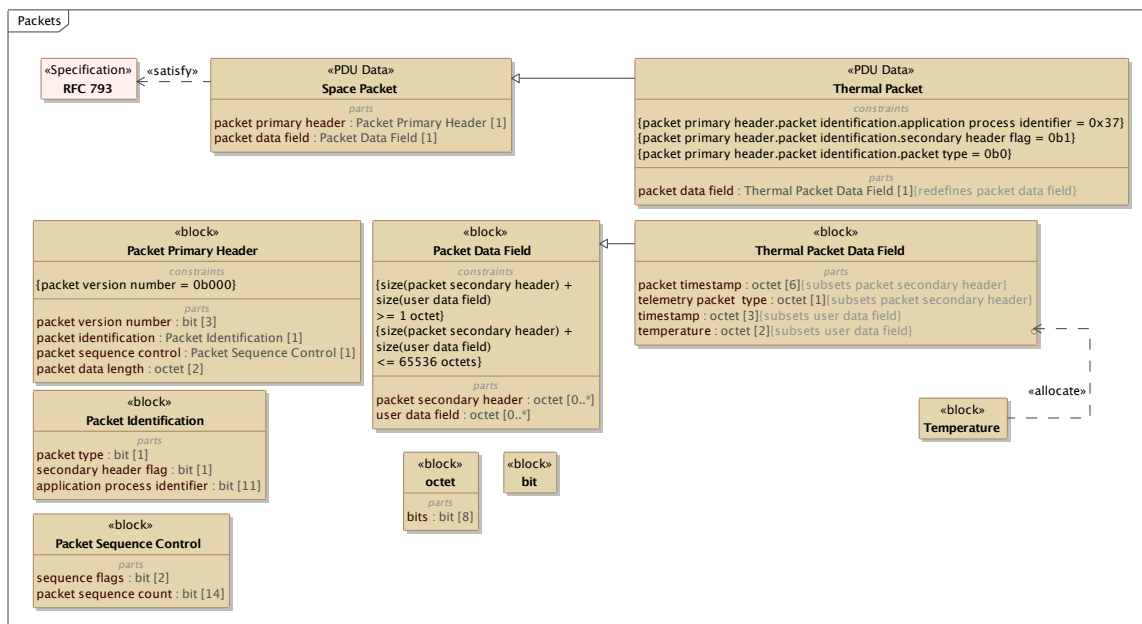 Packets
«Specification»
RFC 793
«satisfy»
«PDU Data»
Space Packet
parts
packet primary header : Packet Primary Header [1]
packet data field : Packet Data Field [1]
«PDU Data»
Thermal Packet
constraints
{packet primary header.packet identification.application process identifier = 0x37}
{packet primary header.packet identification.secondary header flag = 0b1}
{packet primary header.packet identification.packet type = 0b0}
parts
packet data field : Thermal Packet Data Field [1]{redefines packet data field}
«block»
Packet Primary Header
constraints
{packet version number = 0b000}
parts
packet version number : bit [3]
packet identification : Packet Identification [1]
packet sequence control : Packet Sequence Control [1]
packet data length : octet [2]
«block»
Packet Data Field
constraints
{size(packet secondary header) +
size(user data field)
>= 1 octet}
{size(packet secondary header) +
size(user data field)
<= 65536 octets}
parts
packet secondary header : octet [0..*]
user data field : octet [0..*]
«block»
Thermal Packet Data Field
parts
packet timestamp : octet [6]{subsets packet secondary header}
telemetry packet type : octet [1]{subsets packet secondary header}
timestamp : octet [3]{subsets user data field}
temperature : octet [2]{subsets user data field}
«allocate»
«block»
Temperature
«block»
Packet Identification
parts
packet type : bit [1]
secondary header flag : bit [1]
application process identifier : bit [11]
«block»
octet
parts
bits : bit [8]
«block»
bit
«block»
Packet Sequence Control
parts
sequence flags : bit [2]
packet sequence count : bit [14]